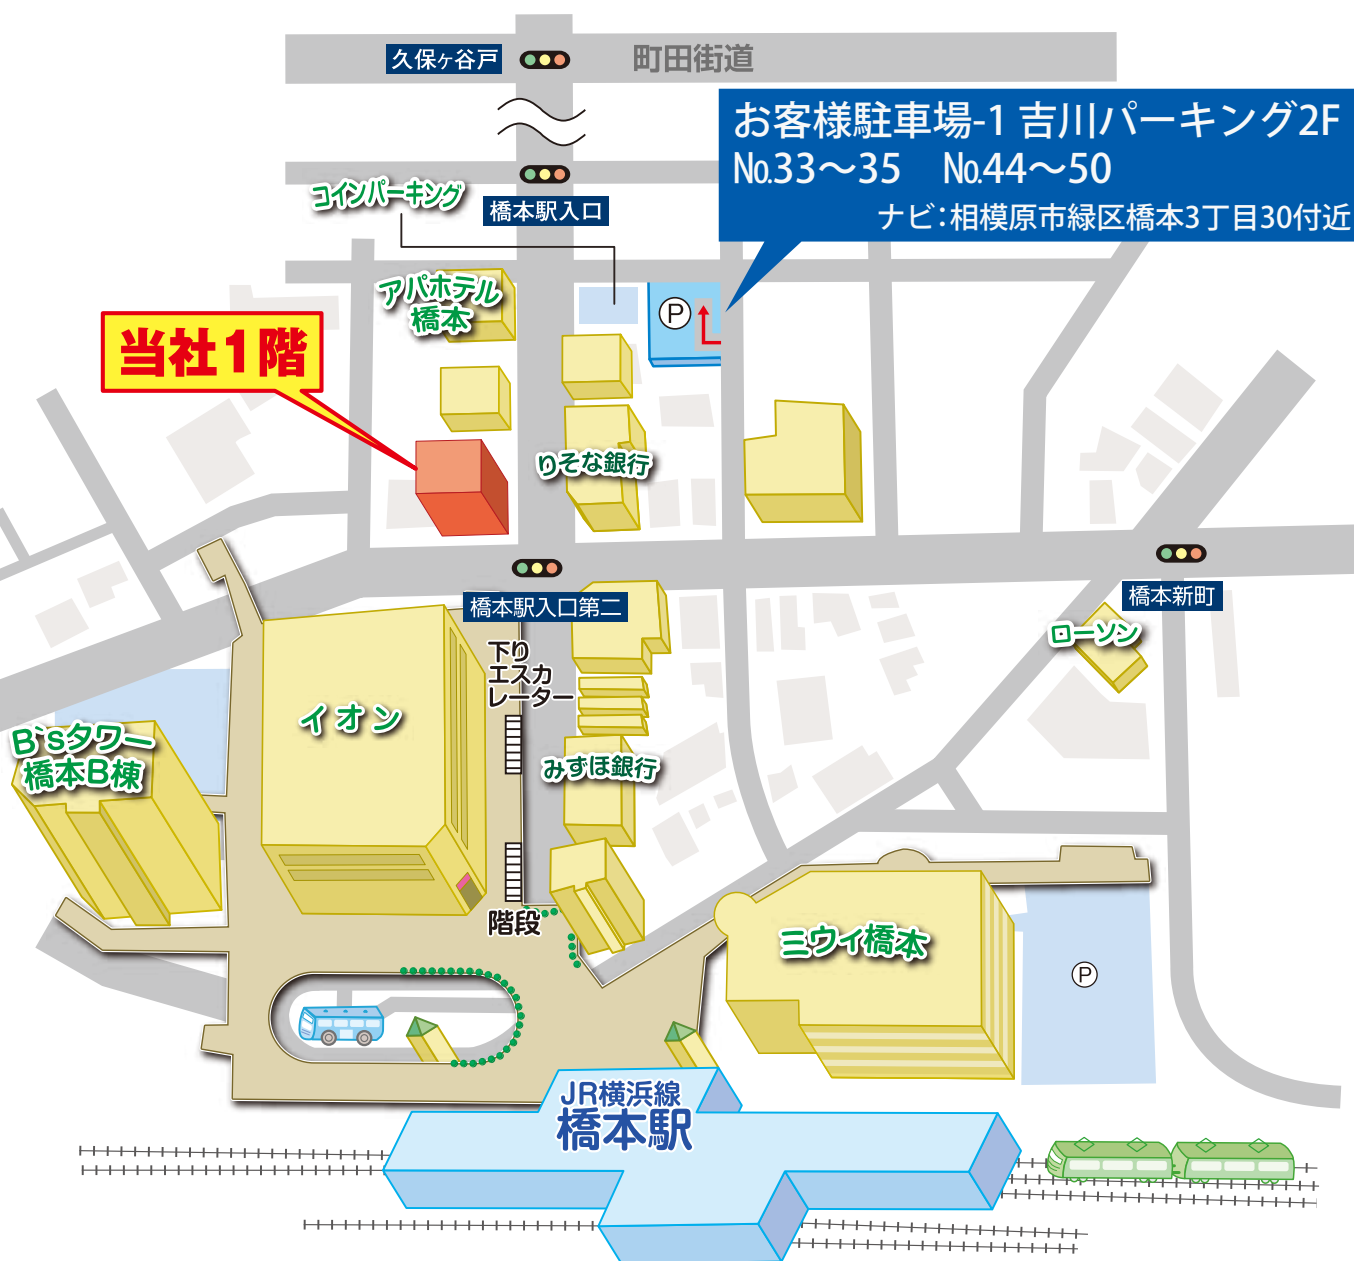 久保ヶ谷戸
町田街道
お客様駐車場-1 吉川パーキング2F
№33〜35 №44〜50
ナビ：相模原市緑区橋本3丁目30付近
コインパーキング
橋本駅入口
アパホテル
橋本
P
当社1階
りそな銀行
橋本駅入口第二
橋本新町
ローソン
下り
エスカ
レーター
イオン
B'sタワー
橋本B棟
みずほ銀行
階段
ミウィ橋本
P
JR横浜線
橋本駅